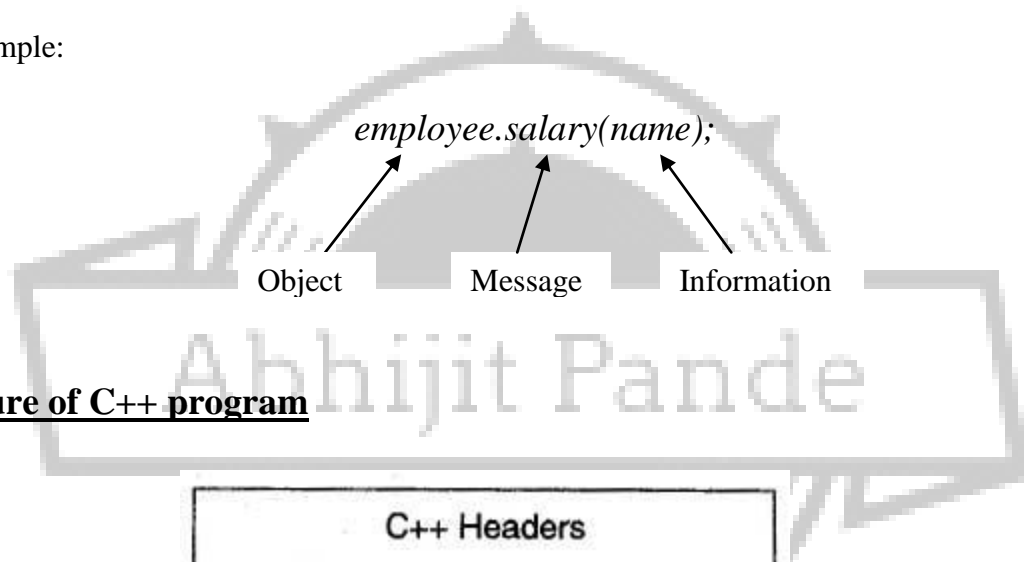 mple:
employee.salary(name);
Object Message Information
Abhijit Pande
ure of C++ program
C++ Headers